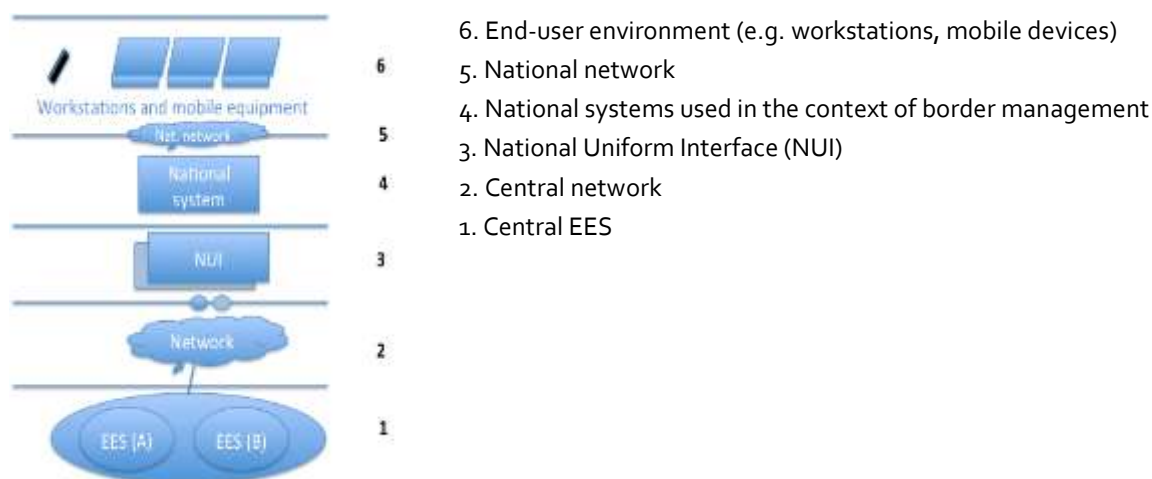 6
Workstations and mobile equipment
Nat. network
5
National
system
4
NUI
3
Network
2
EES (A)
EES (B)
1
6. End-user environment (e.g. workstations, mobile devices)
5. National network
4. National systems used in the context of border management
3. National Uniform Interface (NUI)
2. Central network
1. Central EES